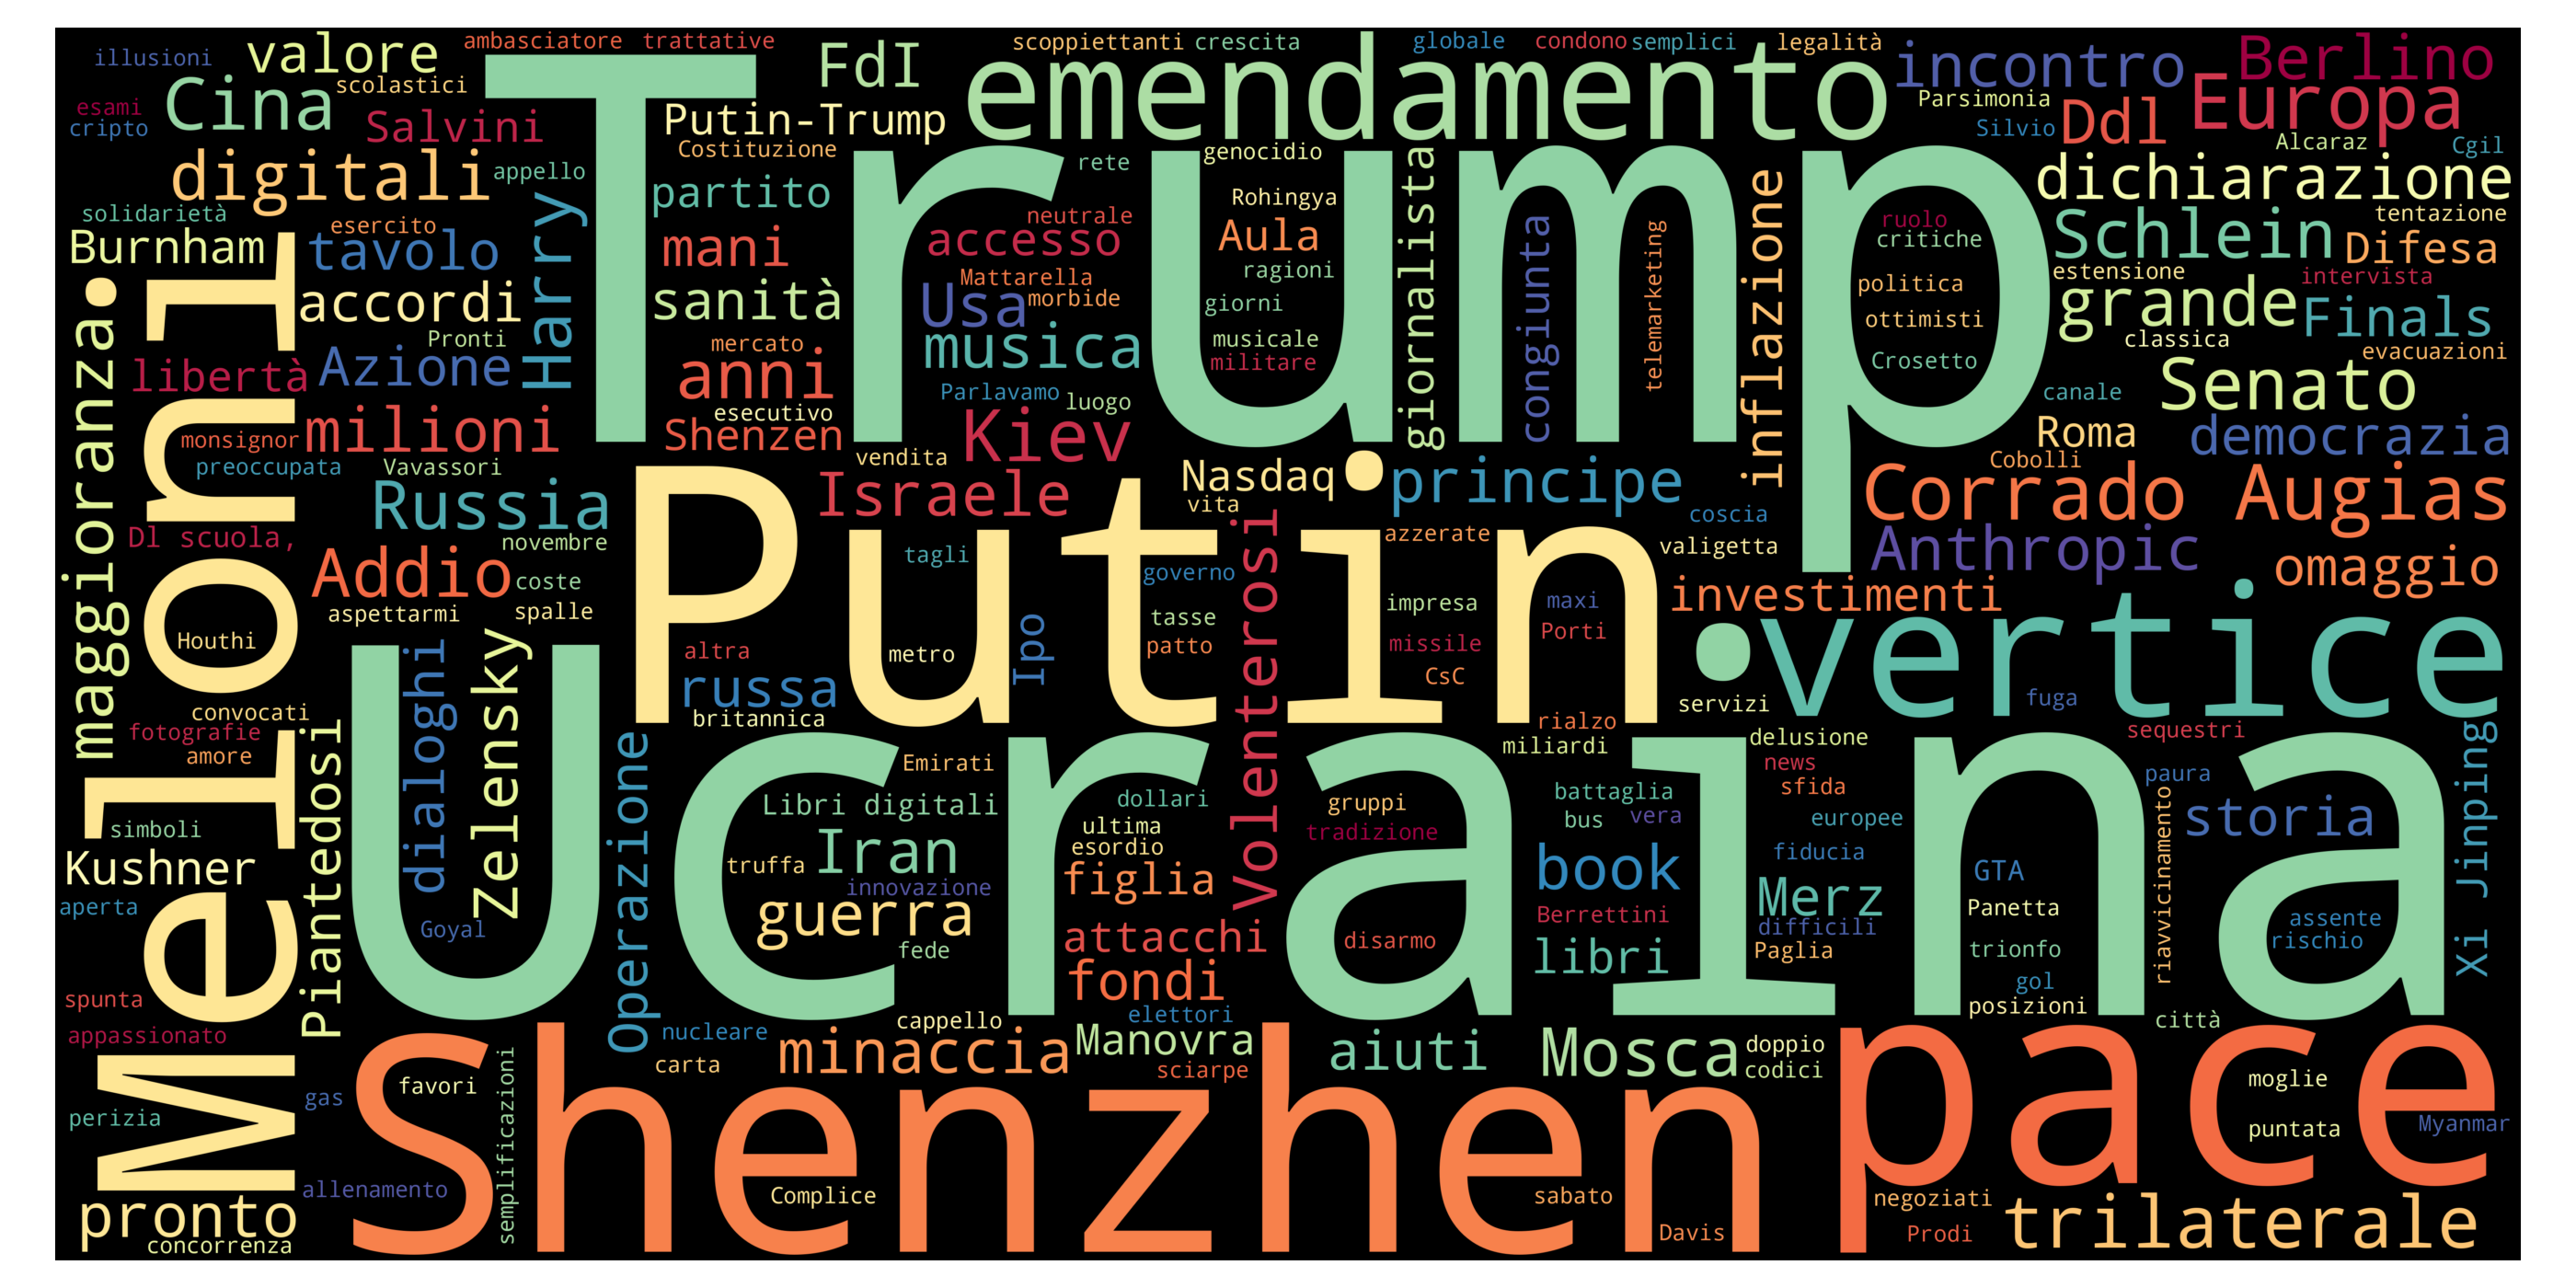 illusioni
valore
ambasciatore
trattative
FdI
scoppiettanti
crescita
globale
condono
semplici
legalità
incontro
Berlino
esami
cripto
Cina
scolastici
Salvini
Trump
Putin-Trump
emendamento
Parsimonia
Silvio
Ddl
Europa
digitali
appello
Costituzione
rete
genocidio
Alcaraz
Cgil
dichiarazione
solidarietà
esercito
Harry
partito
neutrale
Rohingya
giornalista
congiunta
telemarketing
inflazione
ruolo
critiche
tentazione
Burnham
tavolo
mani
accesso
Aula
Schlein
Difesa
maggioranza
Meloni
accordi
sanità
Mattarella
morbide
Usa
ragioni
giorni
politica
ottimisti
estensione
intervista
grande
Finals
Pronti
libertà
Azione
mercato
anni
musica
Parlavamo
musicale
militare
Crosetto
classica
evacuazioni
canale
Senato
monsignor
milioni
esecutivo
Shenzen
luogo
Kiev
Roma
democrazia
preoccupata
Vavassori
vendita
Nasdaq
principe
Cobolli
Russia
Israele
vita
Corrado
Augias
Dl scuola,
novembre
Putin
tagli
governo
Volenterosi
azzerate
coscia
valigetta
Anthropic
Addio
coste
aspettarmi
spalle
Ipo
tasse
patto
impresa
maxi
investimenti
omaggio
Houthi
dialoghi
Zelensky
altra
metro
missile
Porti
CsC
vertice
russa
britannica
servizi
fuga
convocati
fotografie
amore
Piantedosi
Operazione
Ucraina
rialzo
miliardi
delusione
sequestri
Xi Jinping
Emirati
news
sfida
paura
simboli
Libri digitali
dollari
gruppi
battaglia
bus
vera
europee
storia
riavvicinamento
Kushner
truffa
Iran
ultima
esordio
tradizione
book
fiducia
GTA
innovazione
figlia
Merz
aperta
Goyal
guerra
Berrettini
difficili
Panetta
assente
fede
attacchi
disarmo
libri
Paglia
trionfo
rischio
spunta
fondi
gol
posizioni
appassionato
nucleare
cappello
elettori
città
carta
minaccia
Manovra
sciarpe
aiuti
Mosca
doppio
codici
pace
gas
favori
semplificazioni
Shenzhen
moglie
perizia
puntata
Myanmar
allenamento
Complice
sabato
negoziati
pronto
concorrenza
Davis
Prodi
trilaterale